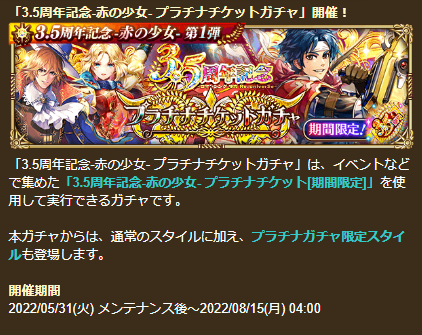 「3.5周年記念-赤の少女- プラチナチケットガチャ」開催！
3.5周年記念 -赤の少女- 第1弾
3.5周年記念
プラチナチケットガチャ
期間限定!
「3.5周年記念-赤の少女- プラチナチケットガチャ」は、イベントなど
で集めた「3.5周年記念-赤の少女- プラチナチケット[期間限定]」を使
用して実行できるガチャです。
本ガチャからは、通常のスタイルに加え、プラチナガチャ限定スタイ
ルも登場します。
開催期間
2022/05/31(火) メンテナンス後～2022/08/15(月) 04:00